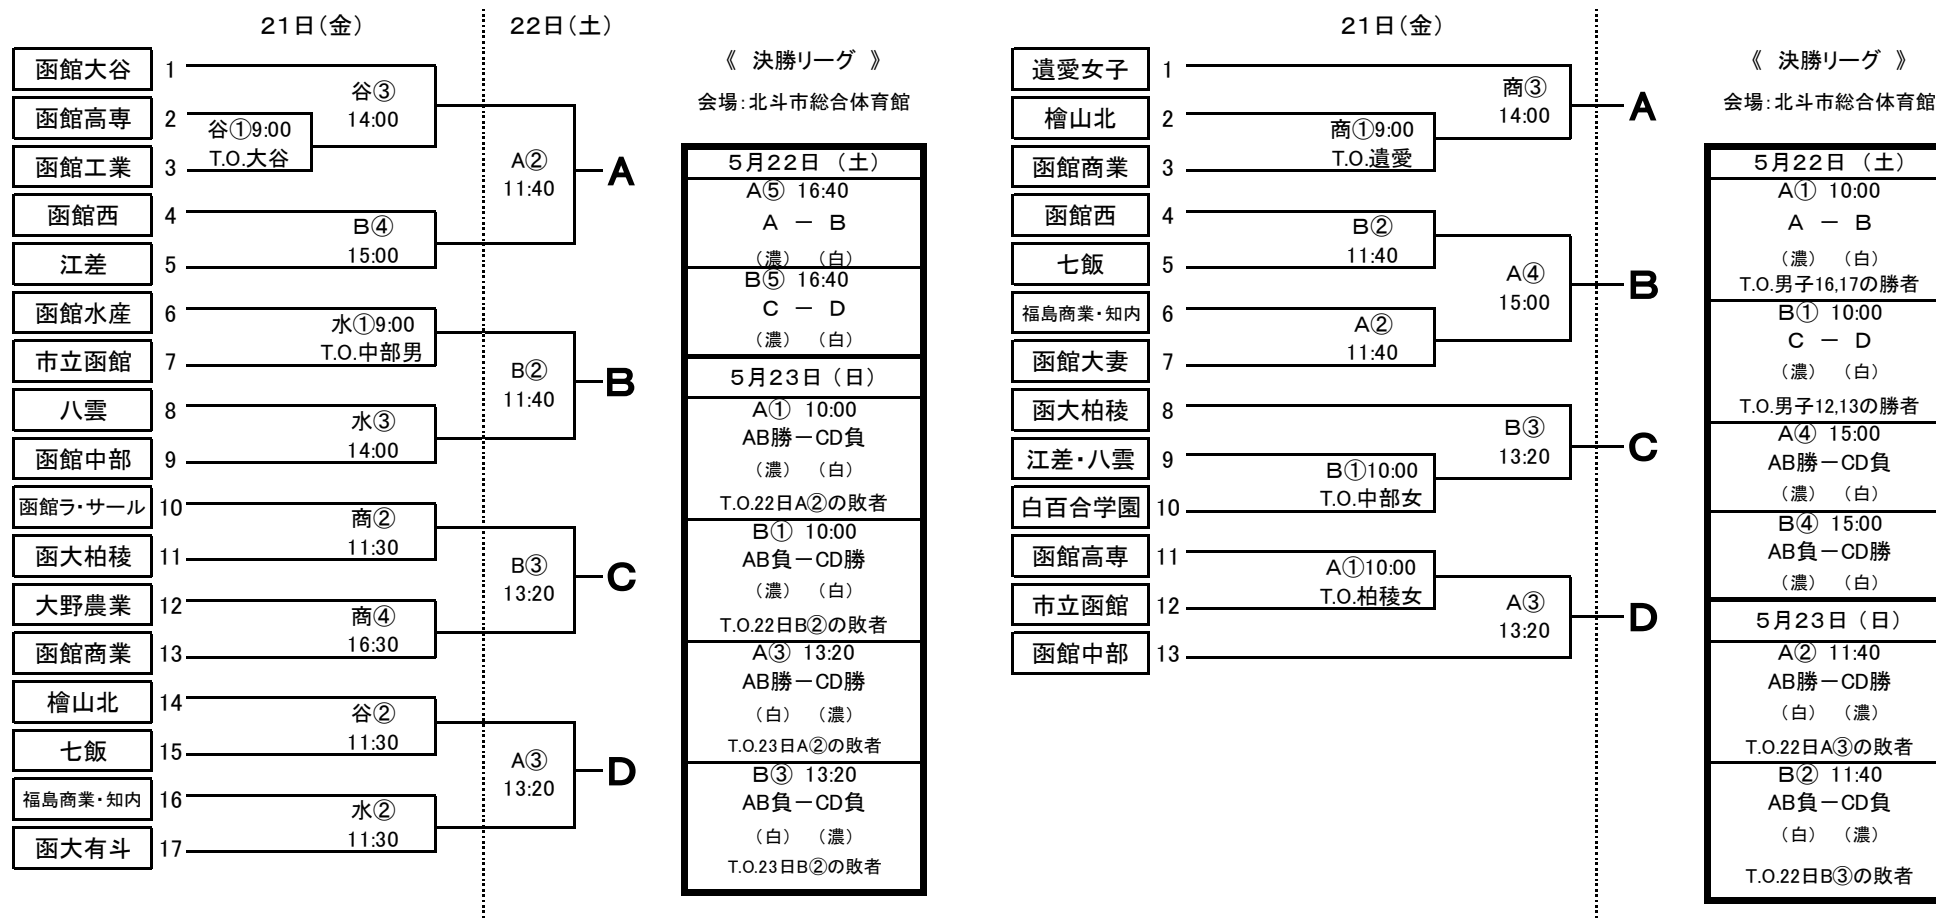 21日（金）
22日（土）
函館大谷 1
函館高専 2
函館工業 3
函館西 4
江差 5
函館水産 6
市立函館 7
八雲 8
函館中部 9
函館ラ・サール 10
函大柏稜 11
大野農業 12
函館商業 13
檜山北 14
七飯 15
福島商業・知内 16
函大有斗 17
谷③
14:00
谷①9:00
T.O.大谷
B④
15:00
水①9:00
T.O.中部男
水③
14:00
商②
11:30
商④
16:30
谷②
11:30
水②
11:30
A②
11:40
B②
11:40
B③
13:20
A③
13:20
A
B
C
D
《 決勝リーグ 》
会場：北斗市総合体育館
5月22日 （土）
A⑤ 16:40
A － B
（濃） （白）
B⑤ 16:40
C － D
（濃） （白）
5月23日（日）
A① 10:00
AB勝－CD負
（濃） （白）
T.O.22日A②の敗者
B① 10:00
AB負－CD勝
（濃） （白）
T.O.22日B②の敗者
A③ 13:20
AB勝－CD勝
（白） （濃）
T.O.23日A②の敗者
B③ 13:20
AB負－CD負
（白） （濃）
T.O.23日B②の敗者
21日（金）
遺愛女子 1
檜山北 2
函館商業 3
函館西 4
七飯 5
福島商業・知内 6
函館大妻 7
函大柏稜 8
江差・八雲 9
白百合学園 10
函館高専 11
市立函館 12
函館中部 13
商③
14:00
商①9:00
T.O.遺愛
B②
11:40
A④
15:00
A②
11:40
B③
13:20
B①10:00
T.O.中部女
A①10:00
T.O.柏稜女
A③
13:20
A
B
C
D
《 決勝リーグ 》
会場：北斗市総合体育館
5月22日 （土）
A① 10:00
A － B
（濃） （白）
T.O.男子16,17の勝者
B① 10:00
C － D
（濃） （白）
T.O.男子12,13の勝者
A④ 15:00
AB勝－CD負
（濃） （白）
B④ 15:00
AB負－CD勝
（濃） （白）
5月23日（日）
A② 11:40
AB勝－CD勝
（白） （濃）
T.O.22日A③の敗者
B② 11:40
AB負－CD負
（白） （濃）
T.O.22日B③の敗者